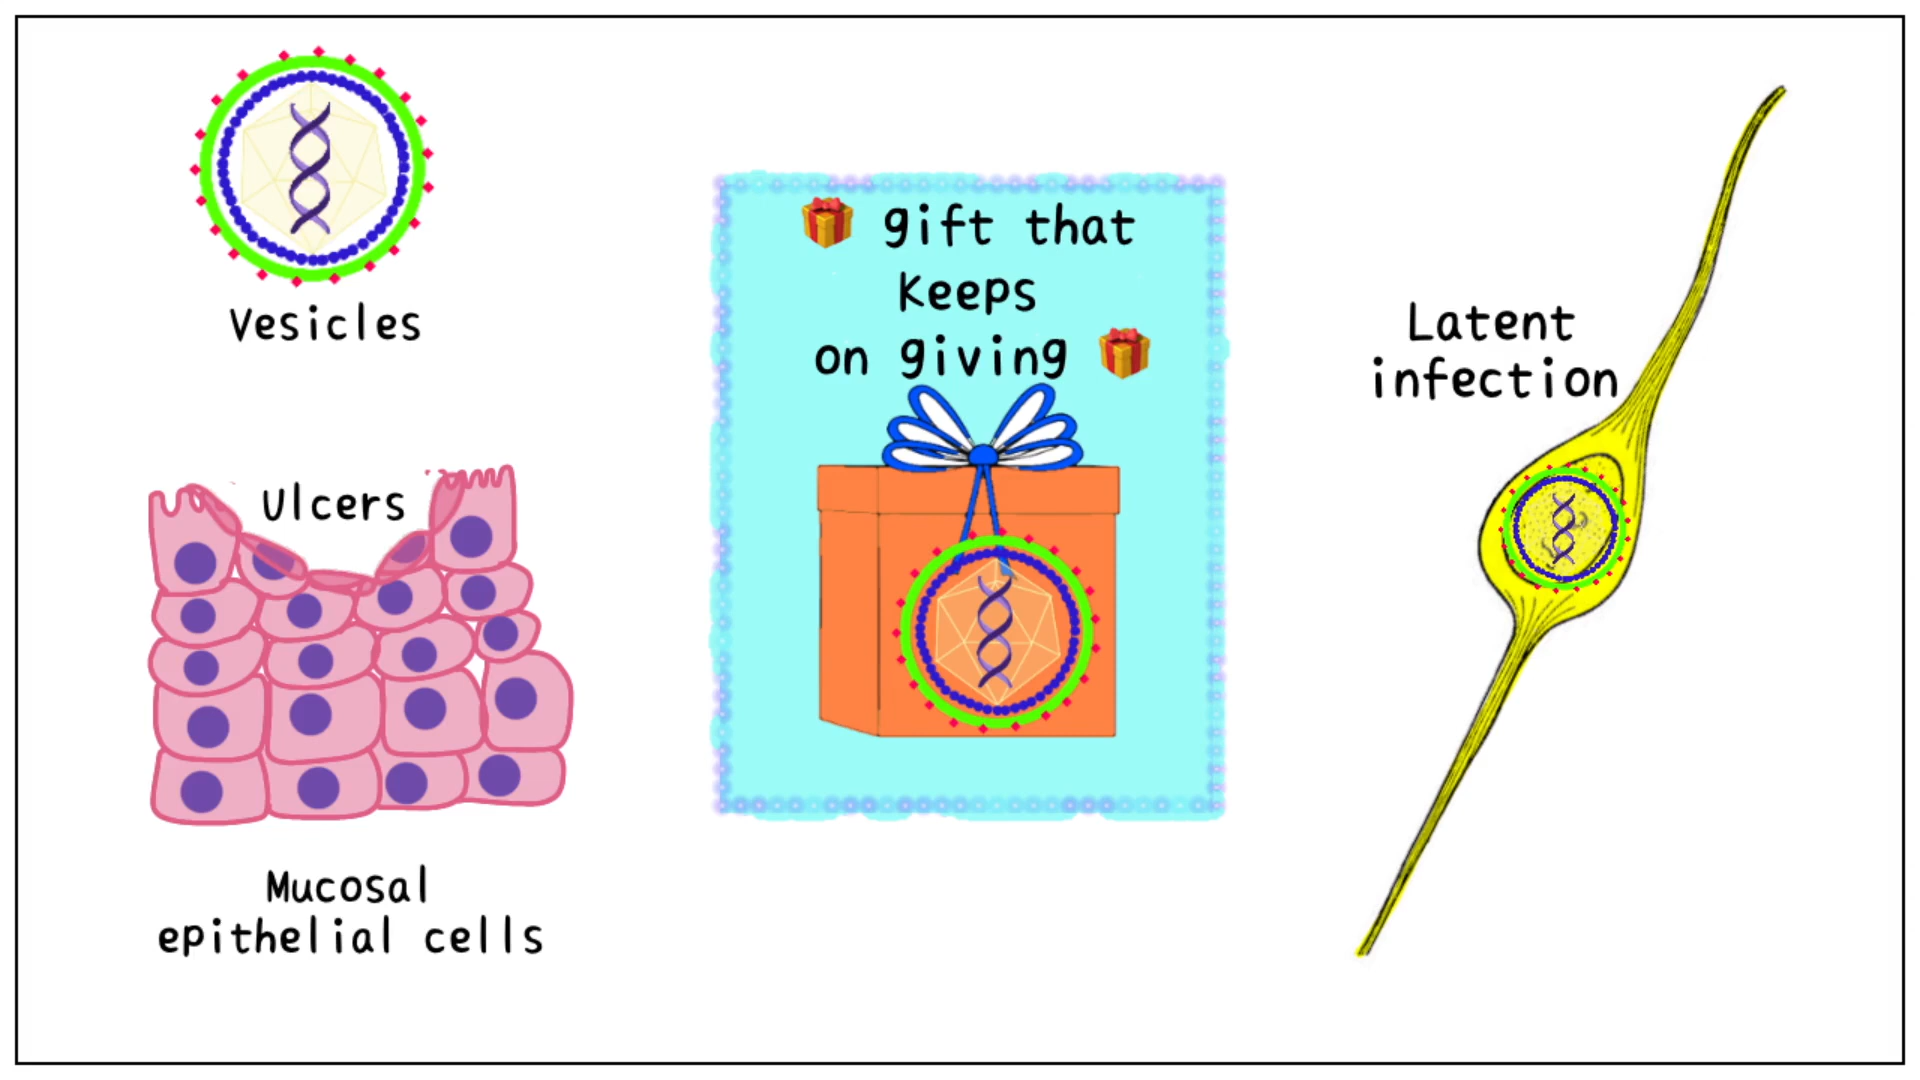 Vesicles
Ulcers
Mucosal
epithelial cells
🎁 gift that
Keeps
on giving 🎁
Latent
infection